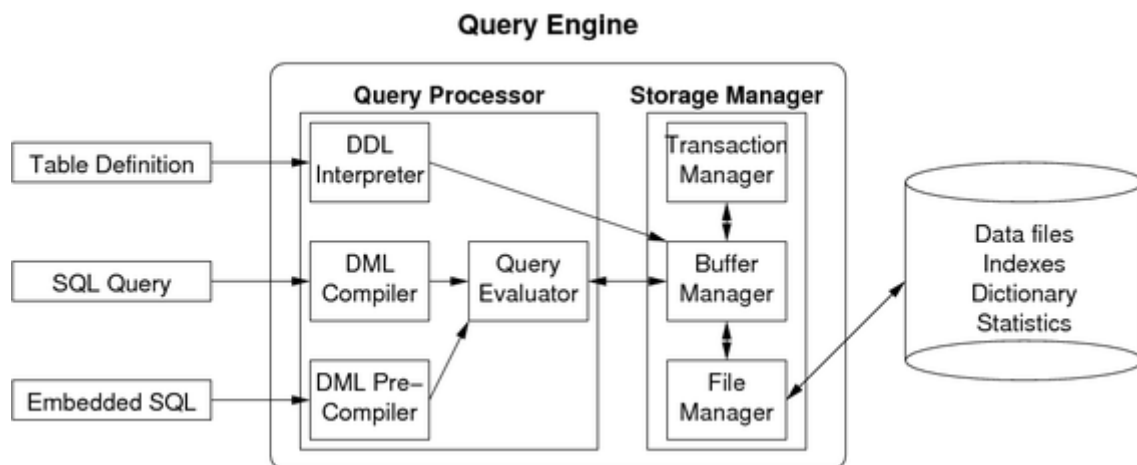 Query Engine
Query Processor
Storage Manager
Table Definition
DDL
Interpreter
Transaction
Manager
SQL Query
DML
Compiler
Query
Evaluator
Buffer
Manager
Data files
Indexes
Dictionary
Statistics
Embedded SQL
DML Pre-
Compiler
File
Manager